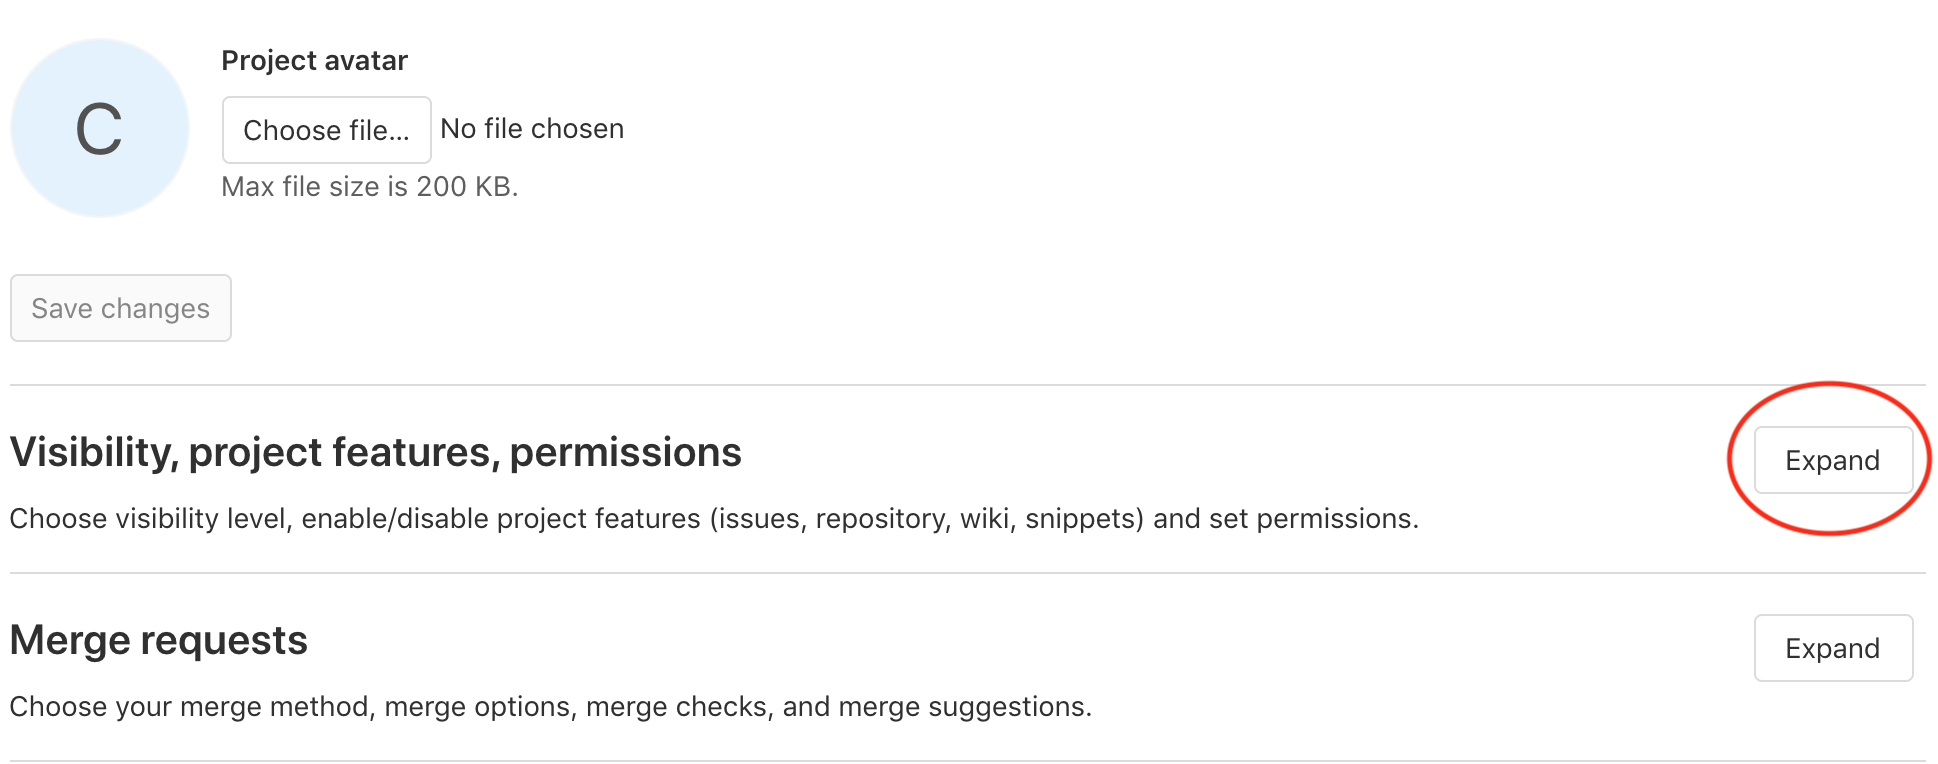 C
Project avatar
Choose file... No file chosen
Max file size is 200 KB.
Save changes
Visibility, project features, permissions
Expand
Choose visibility level, enable/disable project features (issues, repository, wiki, snippets) and set permissions.
Merge requests
Expand
Choose your merge method, merge options, merge checks, and merge suggestions.